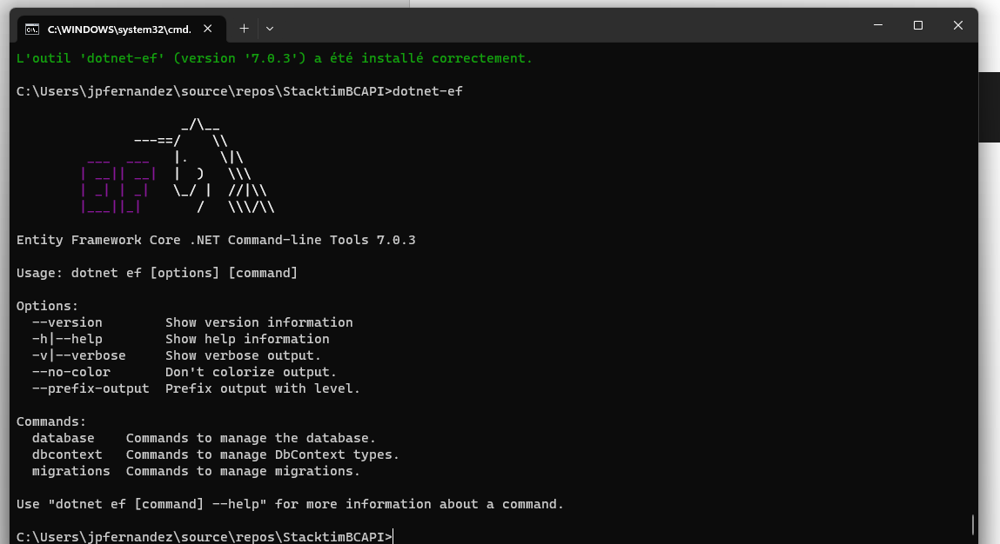 C:\WINDOWS\system32\cmd.
L'outil 'dotnet-ef' (version '7.0.3') a été installé correctement.
C:\Users\jpfernandez\source\repos\StacktimBCAPI>dotnet-ef
                     _/\__
               ---==/    \\
         ___  ___   |.    \|\
        | __|| __|  |  )   \\\
        | _| | _|   \_/ |  //|\\
        |___||_|       /   \\\/\\
Entity Framework Core .NET Command-line Tools 7.0.3
Usage: dotnet ef [options] [command]
Options:
  --version        Show version information
  -h|--help        Show help information
  -v|--verbose     Show verbose output.
  --no-color       Don't colorize output.
  --prefix-output  Prefix output with level.
Commands:
  database    Commands to manage the database.
  dbcontext   Commands to manage DbContext types.
  migrations  Commands to manage migrations.
Use "dotnet ef [command] --help" for more information about a command.
C:\Users\jpfernandez\source\repos\StacktimBCAPI>